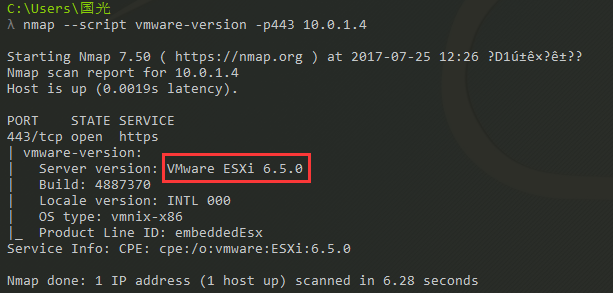 C:\Users\国光
λ nmap --script vmware-version -p443 10.0.1.4
Starting Nmap 7.50 ( https://nmap.org ) at 2017-07-25 12:26 ?D1ú±ê×?ê±??
Nmap scan report for 10.0.1.4
Host is up (0.0019s latency).
PORT    STATE SERVICE
443/tcp open  https
| vmware-version:
|   Server version: VMware ESXi 6.5.0
|   Build: 4887370
|   Locale version: INTL 000
|   OS type: vmnix-x86
|_  Product Line ID: embeddedEsx
Service Info: CPE: cpe:/o:vmware:ESXi:6.5.0
Nmap done: 1 IP address (1 host up) scanned in 6.28 seconds